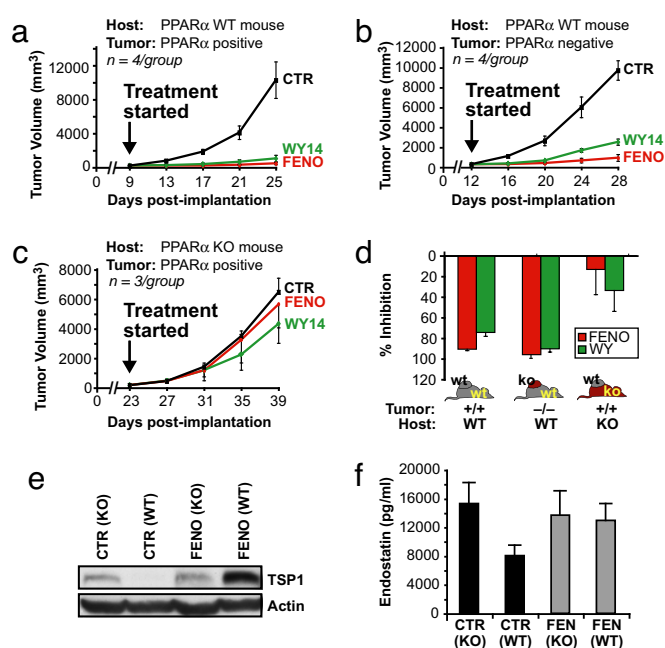 a
Host: PPARα WT mouse
Tumor: PPARα positive
n = 4/group
Tumor Volume (mm³)
12000
8000
4000
0
Treatment
started
CTR
WY14
FENO
0 9 13 17 21 25
Days post-implantation
b
Host: PPARα WT mouse
Tumor: PPARα negative
n = 4/group
Tumor Volume (mm³)
12000
10000
8000
6000
4000
2000
0
Treatment
started
CTR
WY14
FENO
0 12 16 20 24 28
Days post-implantation
c
Host: PPARα KO mouse
Tumor: PPARα positive
n = 3/group
Tumor Volume (mm³)
8000
6000
4000
2000
0
Treatment
started
CTR
FENO
WY14
0 23 27 31 35 39
Days post-implantation
d
% Inhibition
0
20
40
60
80
100
120
FENO
WY
wt wt ko wt wt ko
Tumor: +/+ –/– +/+
Host: WT WT KO
e
CTR (KO)
CTR (WT)
FENO (KO)
FENO (WT)
TSP1
Actin
f
Endostatin (pg/ml)
20000
16000
12000
8000
4000
0
CTR (KO)
CTR (WT)
FEN (KO)
FEN (WT)